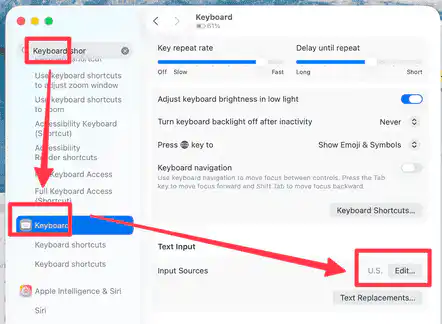 Keyboard shor
Keyboard shortcuts
(Shortcut)
Use keyboard shortcuts
to adjust zoom window
Use keyboard shortcuts
to zoom
Accessibility Keyboard
(Shortcut)
Accessibility
Reader shortcuts
Keyboard Access
Full Keyboard Access
(Shortcut)
Keyboard
Keyboard shortcuts
Keyboard shortcuts
Apple Intelligence & Siri
Siri
Keyboard
61%
Key repeat rate
Delay until repeat
Off Slow Fast
Long Short
Adjust keyboard brightness in low light
Turn keyboard backlight off after inactivity Never
Press key to Show Emoji & Symbols
Keyboard navigation
Use keyboard navigation to move focus between controls. Press the Tab
key to move focus forward and Shift Tab to move focus backward.
Keyboard Shortcuts...
Text Input
Input Sources U.S. Edit...
Text Replacements...